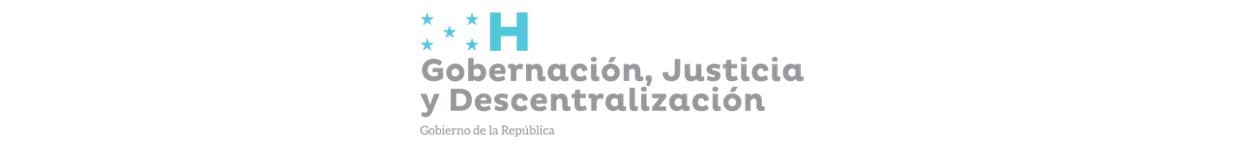 H
Gobernación, Justicia
y Descentralización
Gobierno de la República